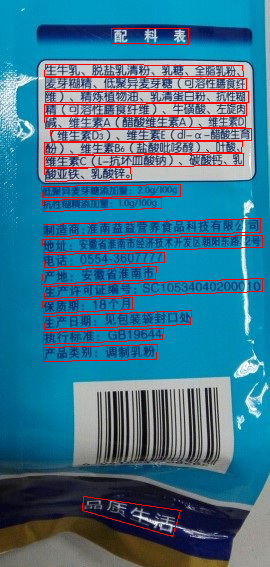 配料表
生牛乳、脱盐乳清粉、乳糖、全脂乳粉、
麦芽糊精、低聚异麦芽糖(可溶性膳食纤
维)、精炼植物油、乳清蛋白粉、抗性糊
精(可溶性膳食纤维)、牛磺酸、左旋肉
碱、维生素A(醋酸维生素A)、维生素D
(维生素D₃)、维生素E(dl-α-醋酸生育
酚)、维生素B₆(盐酸吡哆醇)、叶酸、
维生素C(L-抗坏血酸钠)、碳酸钙、乳
酸亚铁、乳酸锌。
低聚异麦芽糖添加量:2.0g/100g
抗性糊精添加量:1.0g/100g
制造商:淮南益益营养食品科技有限公司
地址:安徽省淮南市经济技术开发区朝阳东路12号
电话:0554-3607777
产地:安徽省淮南市
生产许可证编号:SC10534040200010
保质期:18个月
生产日期:见包装袋封口处
执行标准:GB19644
产品类别:调制乳粉
品质生活